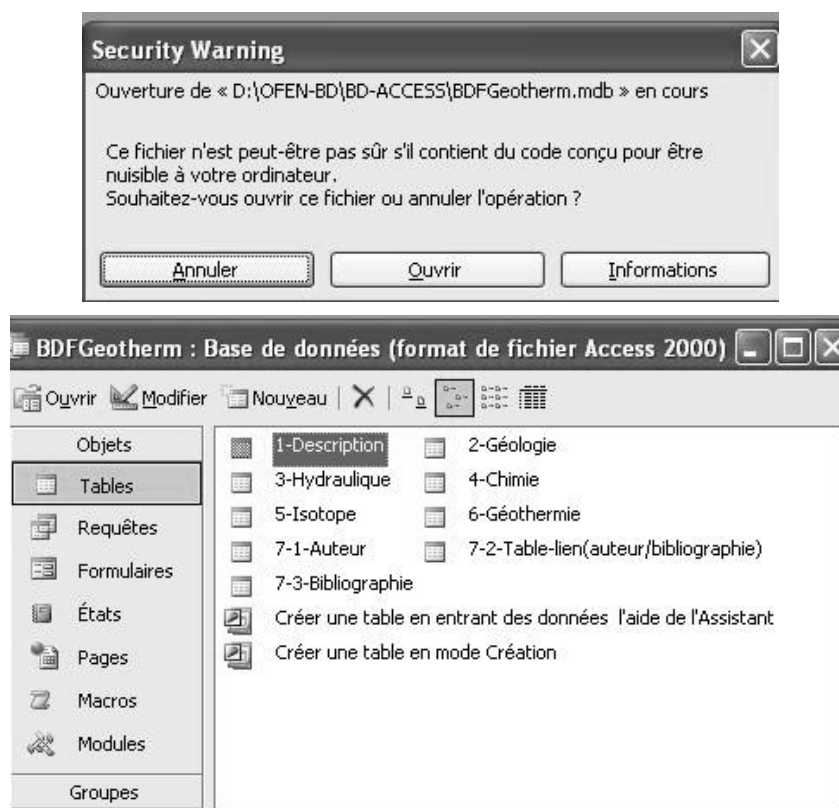 Security Warning
Ouverture de « D:\OFEN-BD\BD-ACCESS\BDFGeotherm.mdb » en cours
Ce fichier n'est peut-être pas sûr s'il contient du code conçu pour être
nuisible à votre ordinateur.
Souhaitez-vous ouvrir ce fichier ou annuler l'opération ?
Annuler Ouvrir Informations
BDFGeotherm : Base de données (format de fichier Access 2000)
Ouvrir Modifier Nouveau
Objets
Tables
Requêtes
Formulaires
États
Pages
Macros
Modules
Groupes
1-Description 2-Géologie
3-Hydraulique 4-Chimie
5-Isotope 6-Géothermie
7-1-Auteur 7-2-Table-lien(auteur/bibliographie)
7-3-Bibliographie
Créer une table en entrant des données l'aide de l'Assistant
Créer une table en mode Création